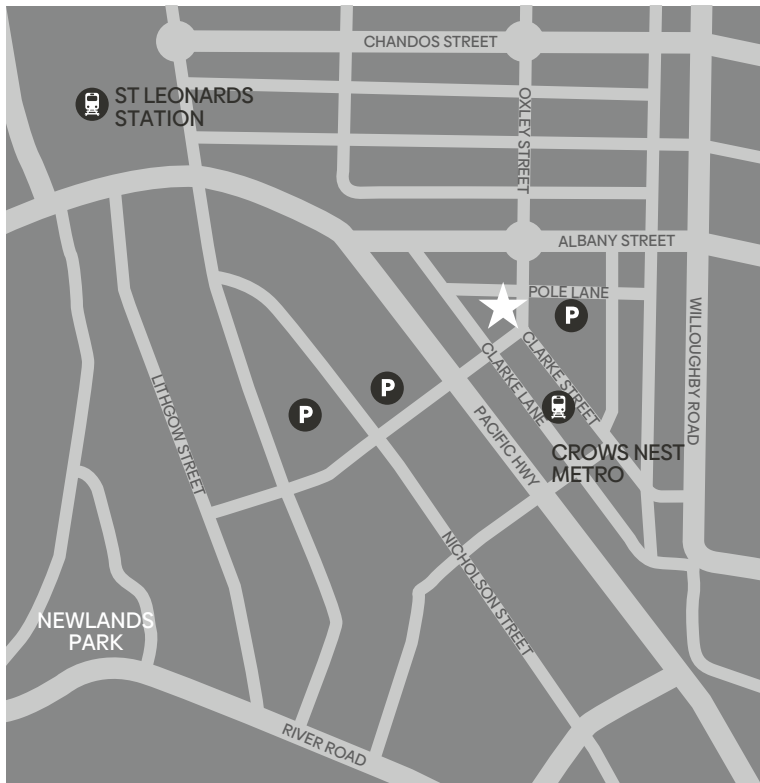 CHANDOS STREET
ST LEONARDS
STATION
OXLEY STREET
ALBANY STREET
POLE LANE
P
WILLOUGHBY ROAD
CLARKE STREET
CLARKE LANE
P
P
LITHGOW STREET
PACIFIC HWY
CROWS NEST
METRO
NICHOLSON STREET
NEWLANDS
PARK
RIVER ROAD